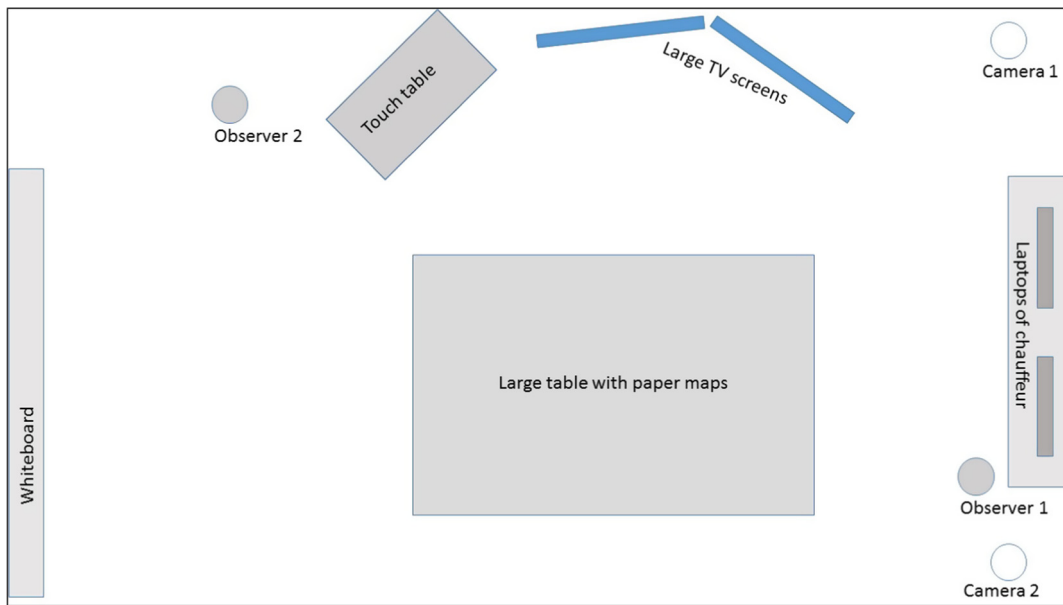 Large TV screens
Camera 1
Touch table
Observer 2
Laptops of chauffeur
Large table with paper maps
Whiteboard
Observer 1
Camera 2